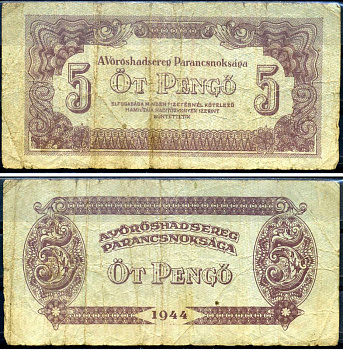 A Vöröshadsereg Parancsnoksága
5 ÖT PENGŐ 5
ELFOGADÁSA MINDEN FIZETÉSNÉL KÖTELEZŐ
HAMISÍTÁSA HADITÖRVÉNYEK SZERINT
BÜNTETTETIK
A VÖRÖSHADSEREG
PARANCSNOKSÁGA
5 ÖT PENGŐ 5
1944